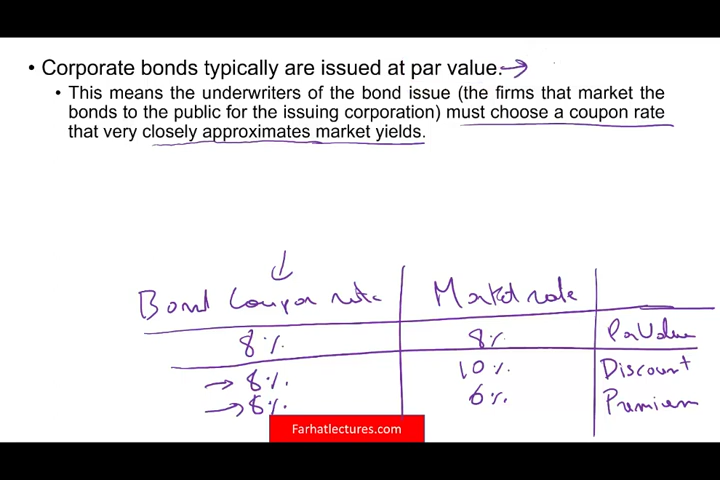 • Corporate bonds typically are issued at par value.
• This means the underwriters of the bond issue (the firms that market the
bonds to the public for the issuing corporation) must choose a coupon rate
that very closely approximates market yields.
Bond Coupon rate Market rate
8% 8% Par Value
8% 10% Discount
8% 6% Premium
Farhatlectures.com